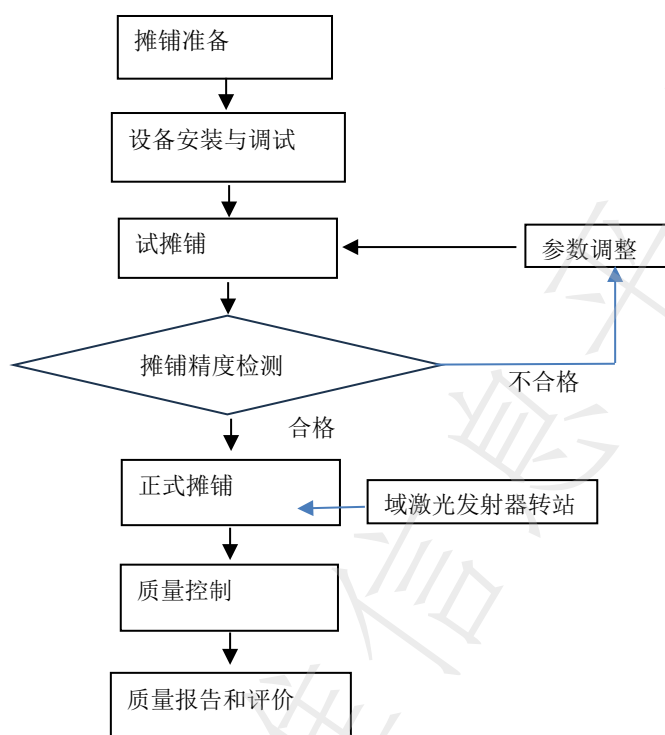 摊铺准备
设备安装与调试
试摊铺
参数调整
摊铺精度检测
不合格
合格
正式摊铺
域激光发射器转站
质量控制
质量报告和评价
信息